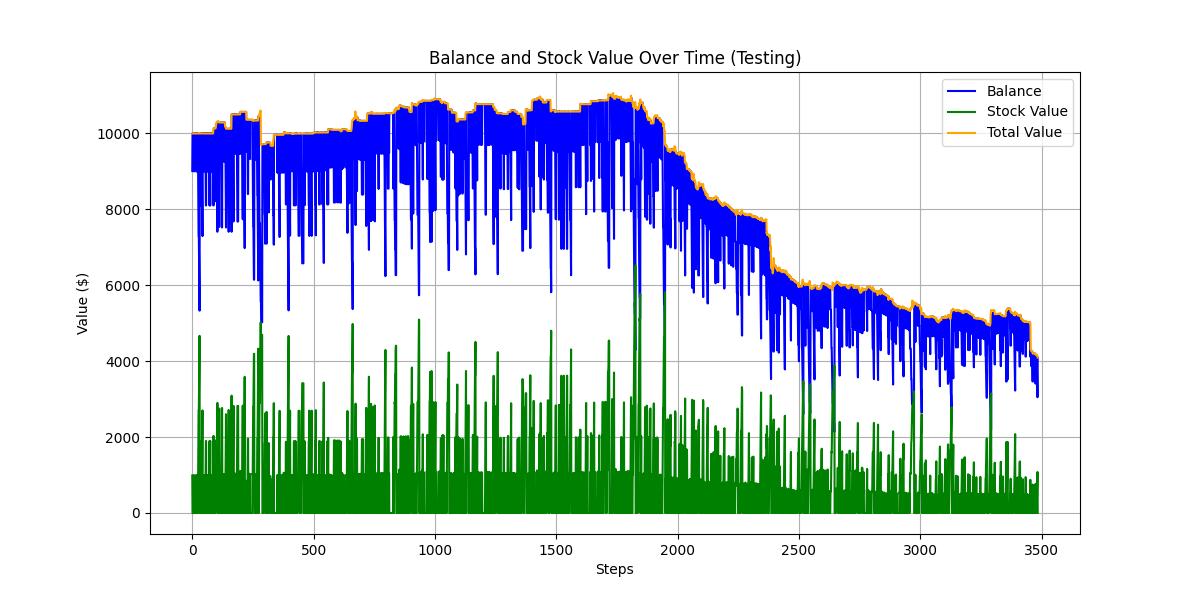 Balance and Stock Value Over Time (Testing)
Balance
Stock Value
Total Value
Value ($)
10000
8000
6000
4000
2000
0
0 500 1000 1500 2000 2500 3000 3500
Steps